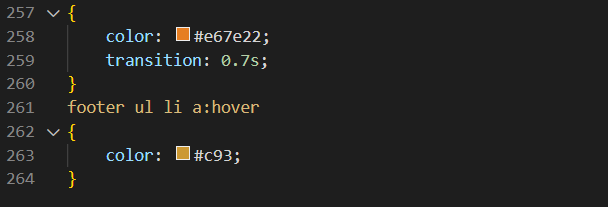 257 {
258 color: #e67e22;
259 transition: 0.7s;
260 }
261 footer ul li a:hover
262 {
263 color: #c93;
264 }